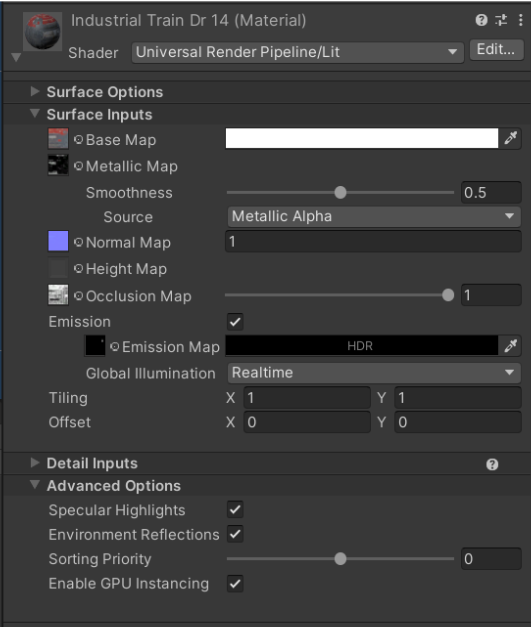 Industrial Train Dr 14 (Material)
Shader Universal Render Pipeline/Lit Edit...
Surface Options
Surface Inputs
Base Map
Metallic Map
Smoothness 0.5
Source Metallic Alpha
Normal Map 1
Height Map
Occlusion Map 1
Emission
Emission Map HDR
Global Illumination Realtime
Tiling X 1 Y 1
Offset X 0 Y 0
Detail Inputs
Advanced Options
Specular Highlights
Environment Reflections
Sorting Priority 0
Enable GPU Instancing